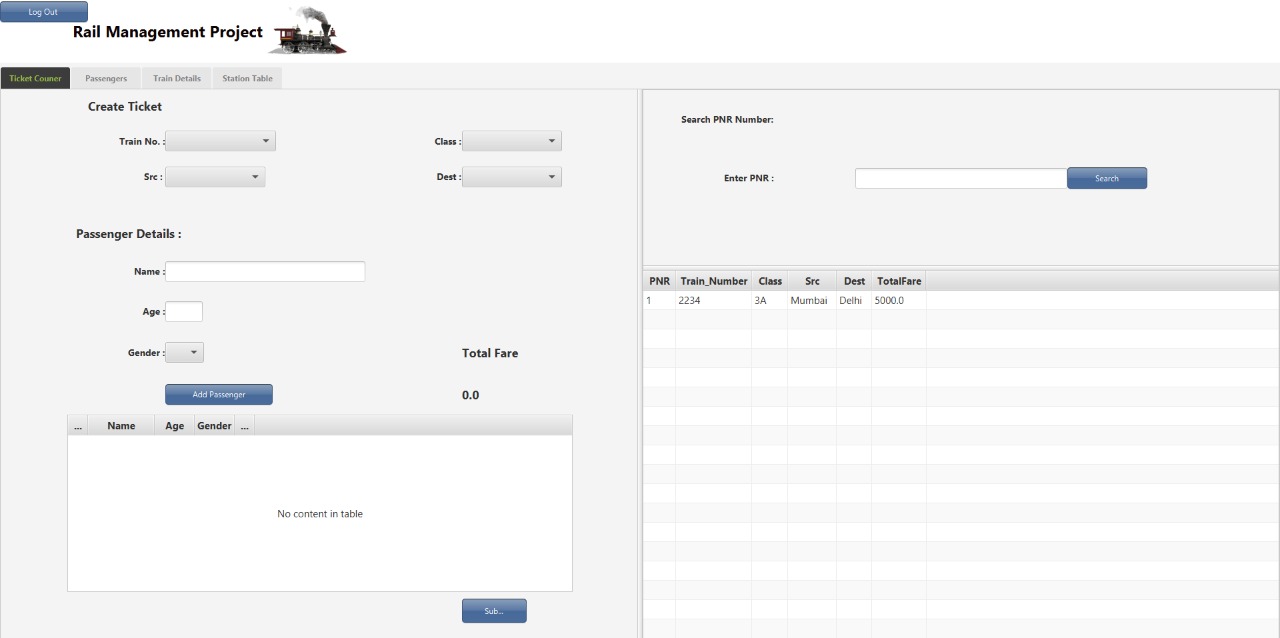 Log Out
Rail Management Project
Ticket Couner Passengers Train Details Station Table
Create Ticket
Train No. :
Class :
Src :
Dest :
Passenger Details :
Name :
Age :
Gender :
Total Fare
Add Passenger
0.0
... Name Age Gender ...
No content in table
Sub...
Search PNR Number:
Enter PNR :
Search
PNR Train_Number Class Src Dest TotalFare
1 2234 3A Mumbai Delhi 5000.0